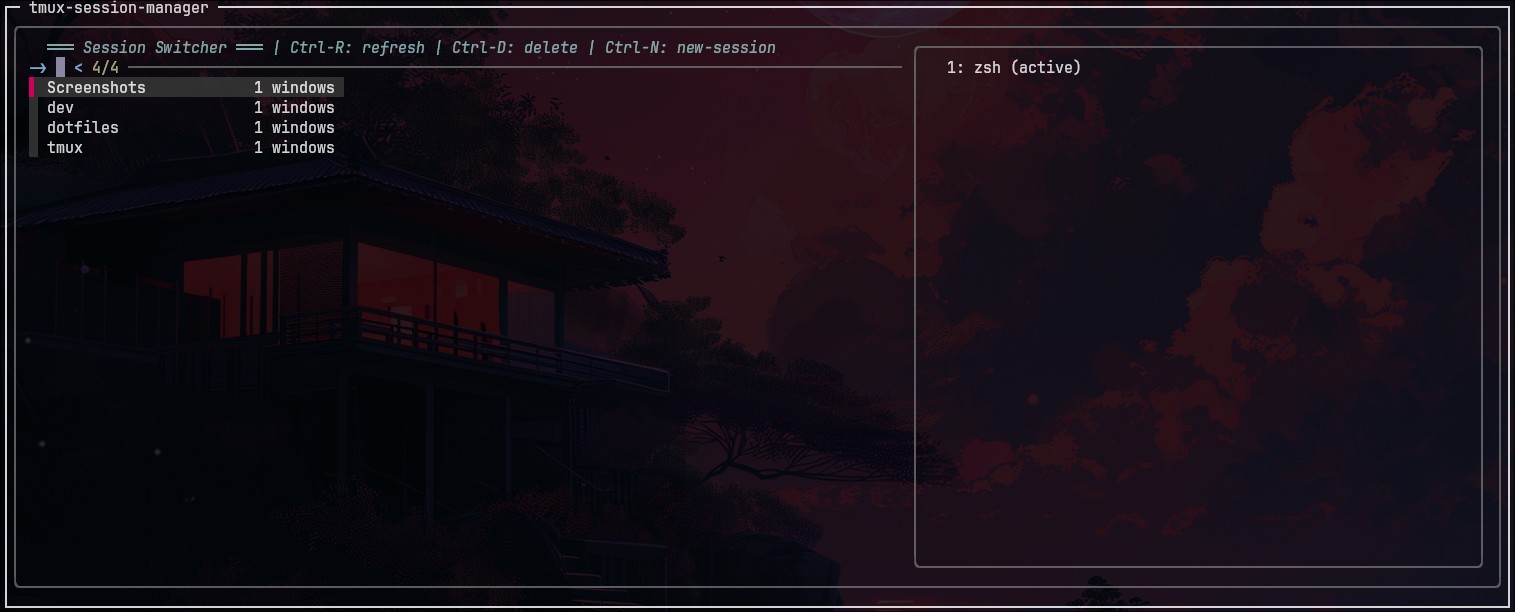 tmux-session-manager
═══ Session Switcher ═══ | Ctrl-R: refresh | Ctrl-D: delete | Ctrl-N: new-session
→ < 4/4
Screenshots 1 windows
dev 1 windows
dotfiles 1 windows
tmux 1 windows
1: zsh (active)